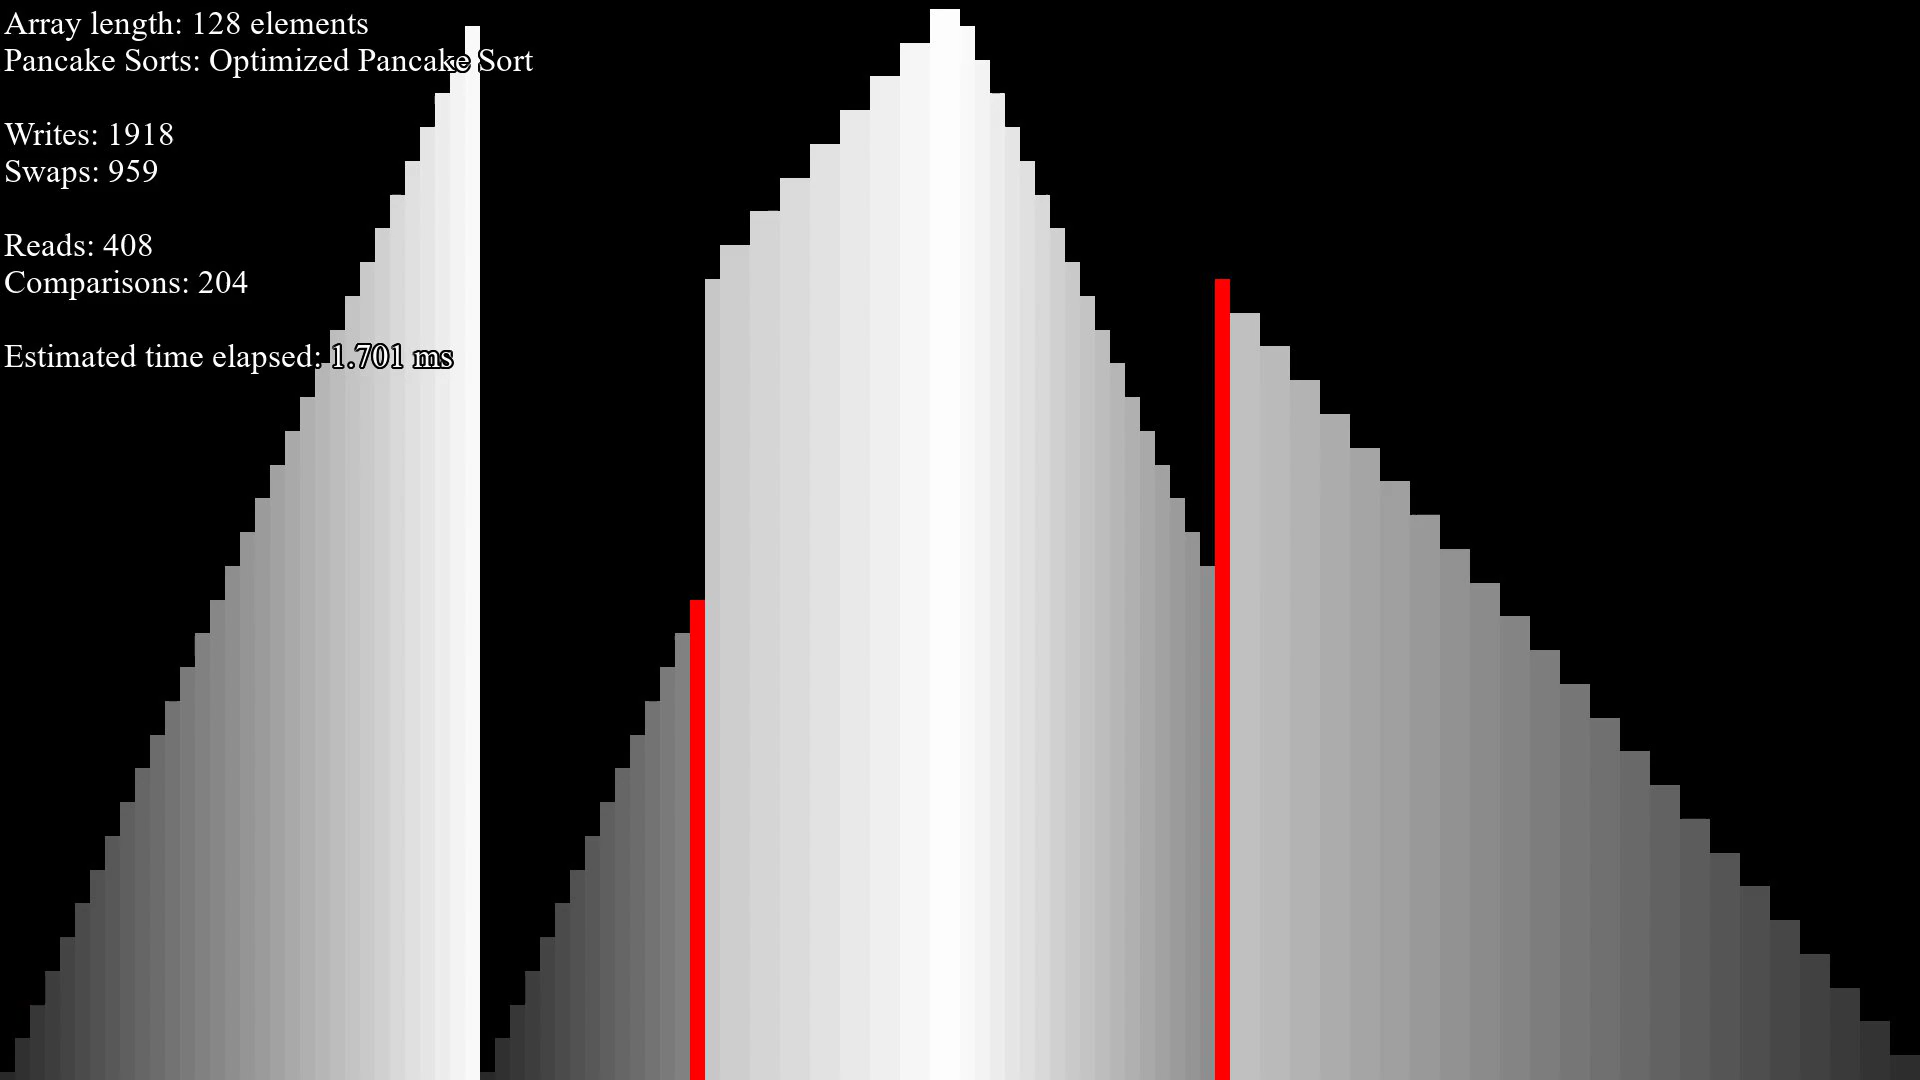 Array length: 128 elements
Pancake Sorts: Optimized Pancake Sort
Writes: 1918
Swaps: 959
Reads: 408
Comparisons: 204
Estimated time elapsed: 1.701 ms